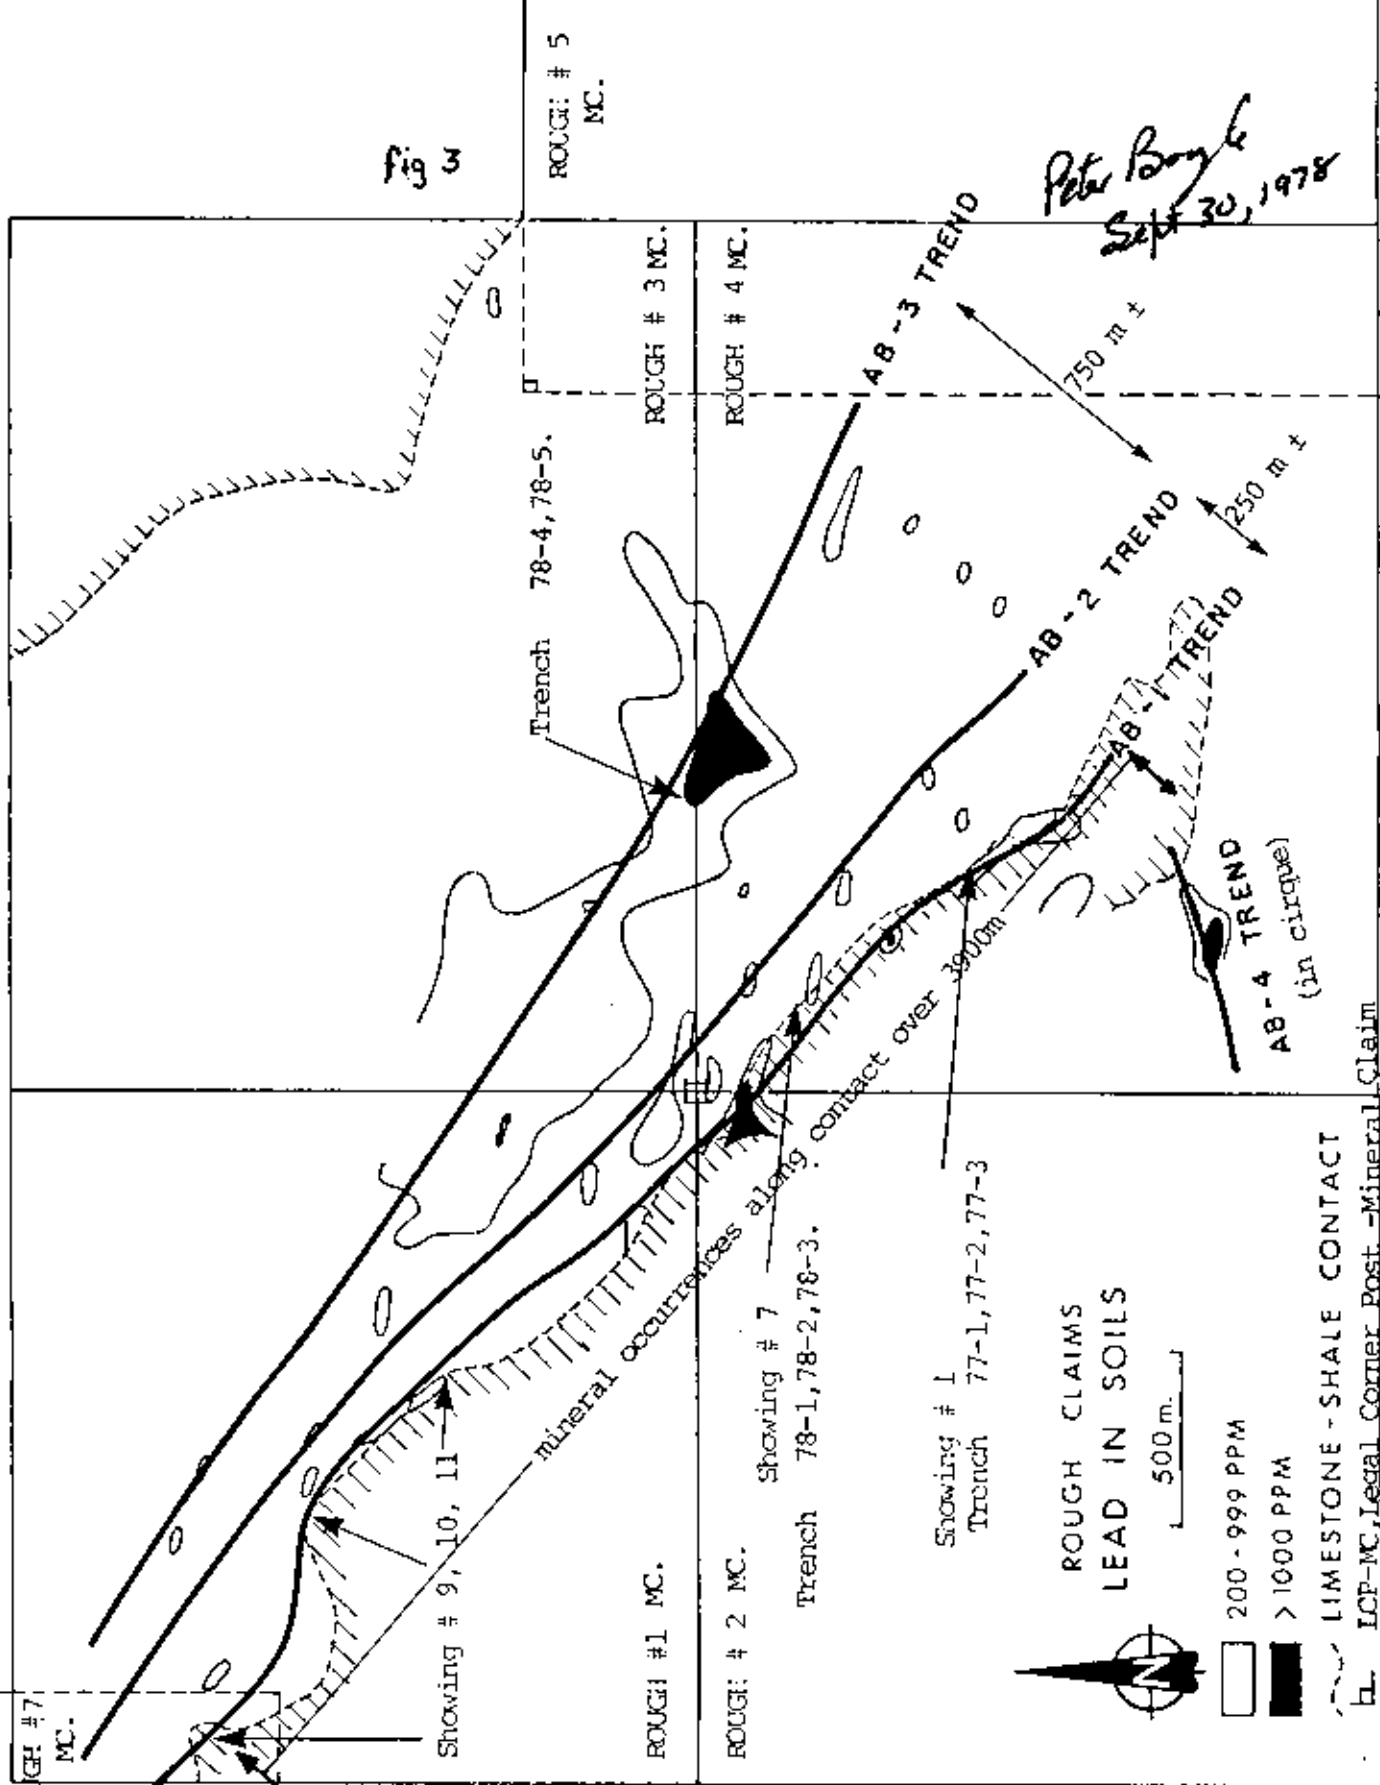 fig 3
ROUGH # 5
MC.
Sept 30, 1978
ROUGH # 3 MC.
ROUGH # 4 MC.
AB-3 TREND
750 m ±
Trench 78-4,78-5.
AB-2 TREND
250 m ±
AB-1 TREND
AB-4 TREND
(in cirque)
mineral occurrences along contact over 3900m
#7
MC.
Showing # 9, 10, 11
ROUGH #1 MC.
ROUGH # 2 MC.
Showing # 7
Trench 78-1,78-2,78-3.
Showing # 1
Trench 77-1,77-2,77-3
ROUGH CLAIMS
LEAD IN SOILS
500m.
N
200-999 PPM
>1000 PPM
LIMESTONE-SHALE CONTACT
LCP-MC,Legal Corner Post -Mineral Claim